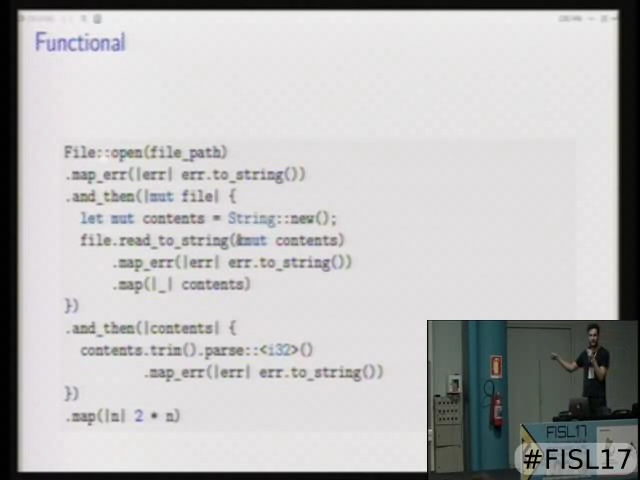 Functional
File::open(file_path)
.map_err(|err| err.to_string())
.and_then(|mut file| {
let mut contents = String::new();
file.read_to_string(&mut contents)
.map_err(|err| err.to_string())
.map(|_| contents)
})
.and_then(|contents| {
contents.trim().parse::<i32>()
.map_err(|err| err.to_string())
})
.map(|n| 2 * n)
FISL17
#FISL17